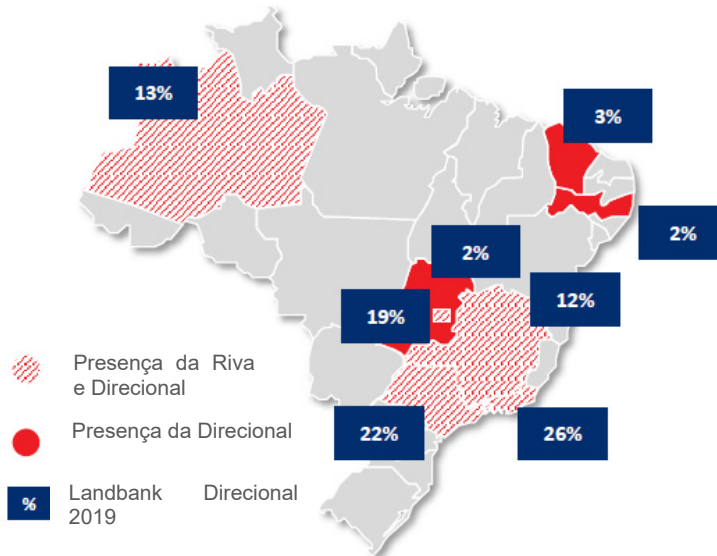 13%
3%
2%
2%
12%
19%
Presença da Riva
e Direcional
Presença da Direcional
22%
26%
% Landbank Direcional
2019